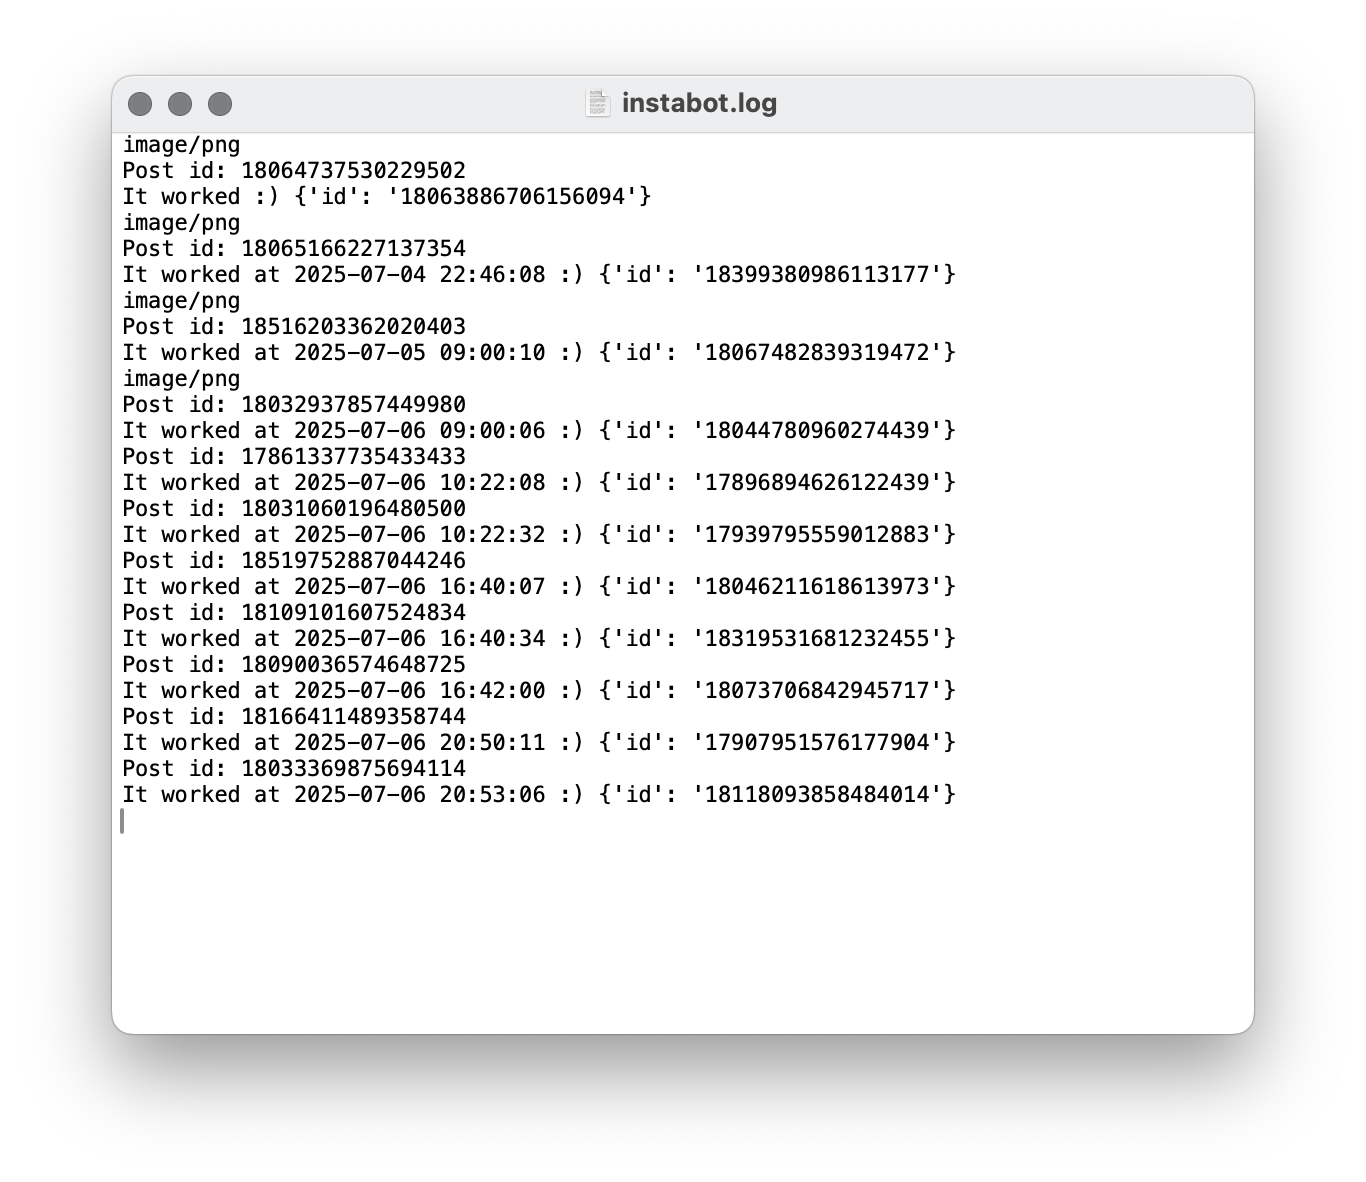 instabot.log
image/png
Post id: 18064737530229502
It worked :) {'id': '18063886706156094'}
image/png
Post id: 18065166227137354
It worked at 2025-07-04 22:46:08 :) {'id': '18399380986113177'}
image/png
Post id: 18516203362020403
It worked at 2025-07-05 09:00:10 :) {'id': '18067482839319472'}
image/png
Post id: 18032937857449980
It worked at 2025-07-06 09:00:06 :) {'id': '18044780960274439'}
Post id: 17861337735433433
It worked at 2025-07-06 10:22:08 :) {'id': '17896894626122439'}
Post id: 18031060196480500
It worked at 2025-07-06 10:22:32 :) {'id': '17939795559012883'}
Post id: 18519752887044246
It worked at 2025-07-06 16:40:07 :) {'id': '18046211618613973'}
Post id: 18109101607524834
It worked at 2025-07-06 16:40:34 :) {'id': '18319531681232455'}
Post id: 18090036574648725
It worked at 2025-07-06 16:42:00 :) {'id': '18073706842945717'}
Post id: 18166411489358744
It worked at 2025-07-06 20:50:11 :) {'id': '17907951576177904'}
Post id: 18033369875694114
It worked at 2025-07-06 20:53:06 :) {'id': '18118093858484014'}